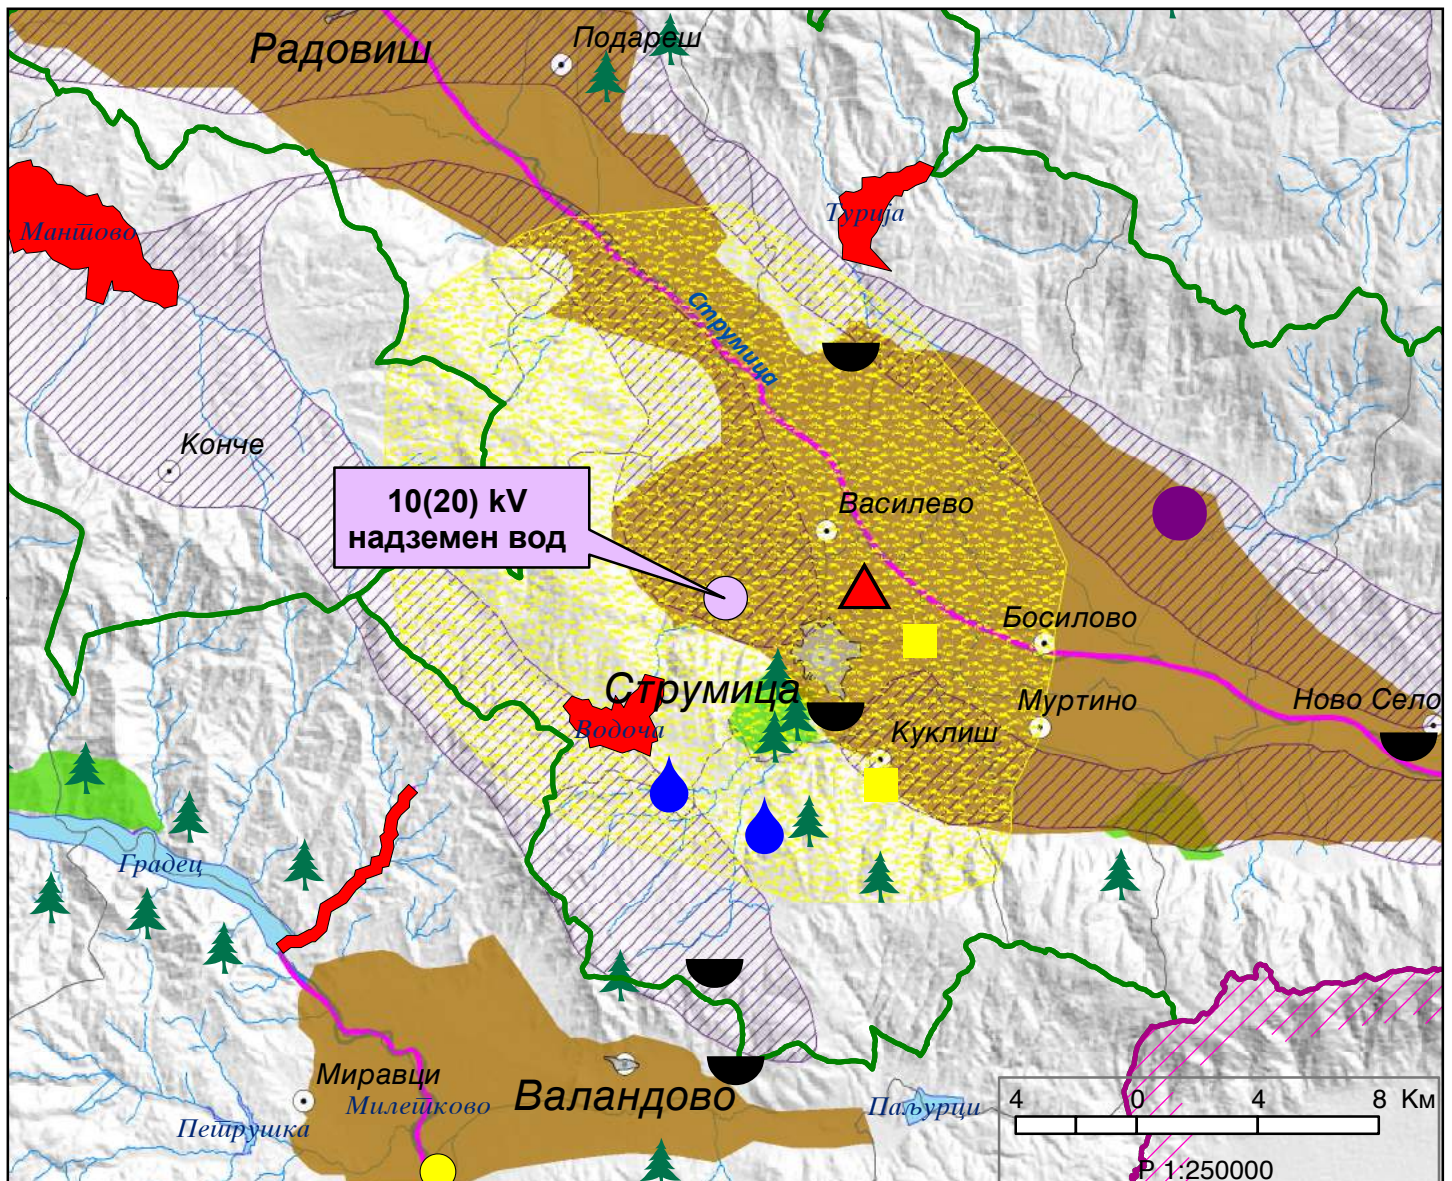 Радовиш
Подареш
Турија
Мантово
Струмица
Конче
10(20) kV
надземен вод
Василево
Босилово
Струмица
Водоча
Муртино
Ново Село
Куклиш
Градец
Миравци
Милетково
Валандово
Паљурци
Петрушка
4 0 4 8 Км
Р 1:250000